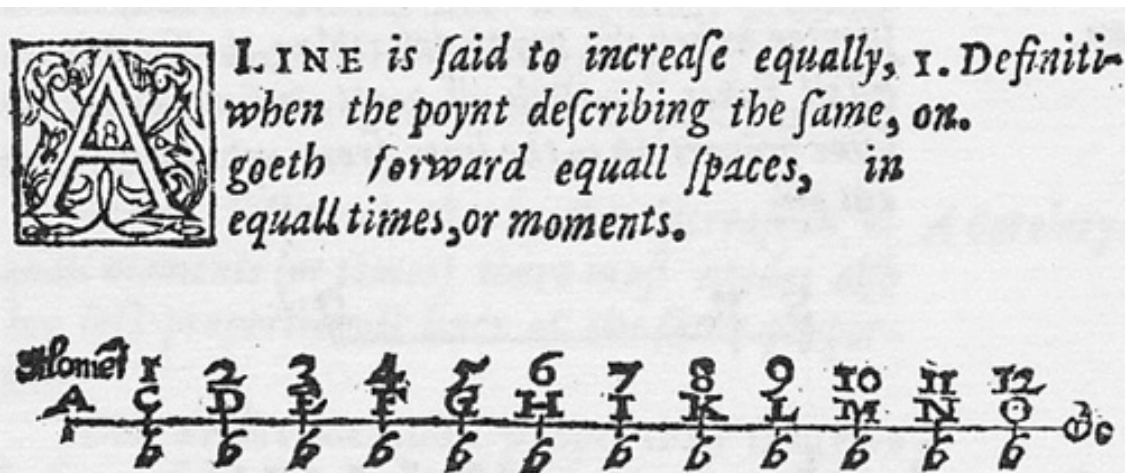 A LINE is ſaid to increaſe equally, 1. Definiti-
when the poynt deſcribing the ſame, on.
goeth forward equall ſpaces, in
equall times, or moments.
1 2 3 4 5 6 7 8 9 10 11 12
A C D E F G H I K L M N O
b b b b b b b b b b b b